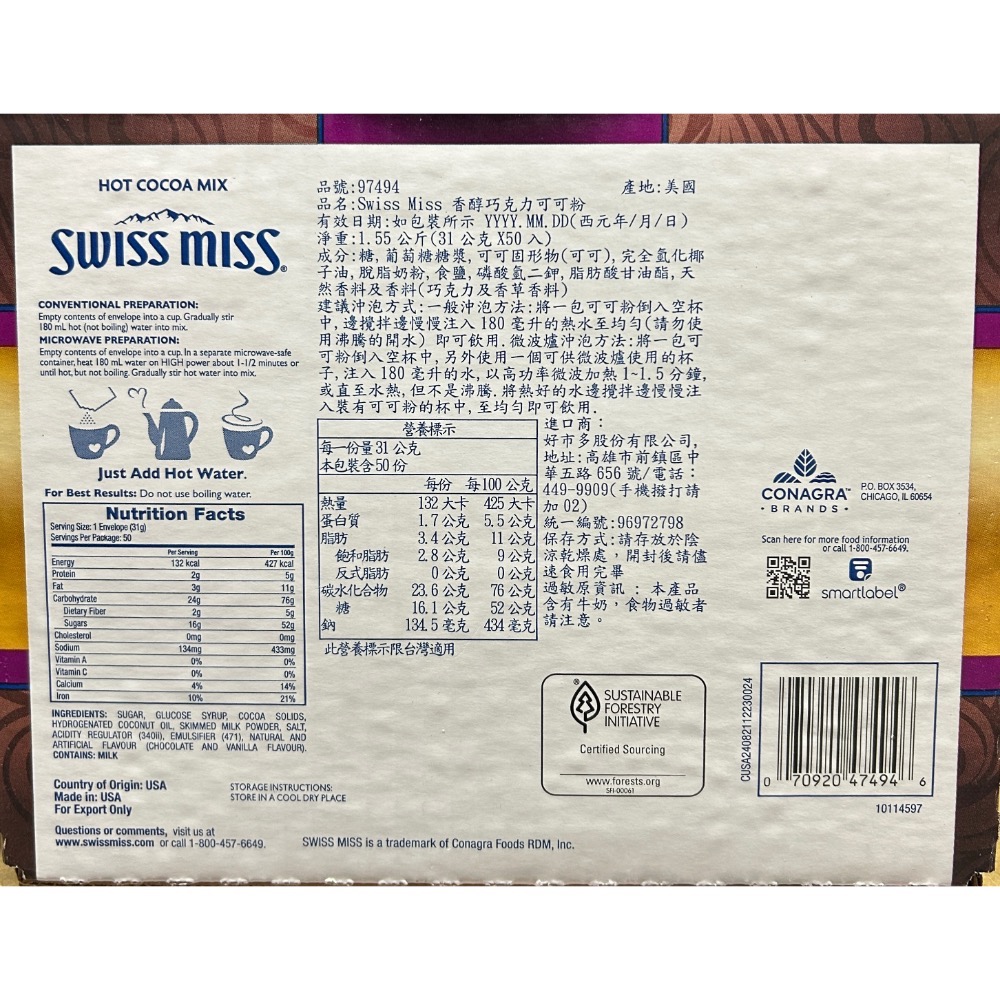 HOT COCOA MIX
SWISS MISS®
CONVENTIONAL PREPARATION:
Empty contents of envelope into a cup. Gradually stir
180 mL hot (not boiling) water into mix.
MICROWAVE PREPARATION:
Empty contents of envelope into a cup. In a separate microwave-safe
container, heat 180 mL water on HIGH power about 1-1/2 minutes or
until hot, but not boiling. Gradually stir hot water into mix.
Just Add Hot Water.
For Best Results: Do not use boiling water.
Nutrition Facts
Serving Size: 1 Envelope (31g)
Servings Per Package: 50
Per Serving Per 100g
Energy 132 kcal 427 kcal
Protein 2g 5g
Fat 3g 11g
Carbohydrate 24g 76g
Dietary Fiber 2g 5g
Sugars 16g 52g
Cholesterol 0mg 0mg
Sodium 134mg 433mg
Vitamin A 0% 0%
Vitamin C 0% 0%
Calcium 4% 14%
Iron 10% 21%
INGREDIENTS: SUGAR, GLUCOSE SYRUP, COCOA SOLIDS,
HYDROGENATED COCONUT OIL, SKIMMED MILK POWDER, SALT,
ACIDITY REGULATOR (340ii), EMULSIFIER (471), NATURAL AND
ARTIFICIAL FLAVOUR (CHOCOLATE AND VANILLA FLAVOUR).
CONTAINS: MILK
Country of Origin: USA
Made in: USA
For Export Only
STORAGE INSTRUCTIONS:
STORE IN A COOL DRY PLACE
Questions or comments, visit us at
www.swissmiss.com or call 1-800-457-6649.
SWISS MISS is a trademark of Conagra Foods RDM, Inc.
品號:97494 產地:美國
品名:Swiss Miss 香醇巧克力可可粉
有效日期:如包裝所示 YYYY.MM.DD(西元年/月/日)
淨重:1.55 公斤(31 公克 X50 入)
成分:糖, 葡萄糖糖漿, 可可固形物(可可), 完全氫化椰
子油, 脫脂奶粉, 食鹽, 磷酸氫二鉀, 脂肪酸甘油酯, 天
然香料及香料(巧克力及香草香料)
建議沖泡方式:一般沖泡方法:將一包可可粉倒入空杯
中, 邊攪拌邊慢慢注入 180 毫升的熱水至均勻(請勿使
用沸騰的開水) 即可飲用. 微波爐沖泡方法:將一包可
可粉倒入空杯中, 另外使用一個可供微波爐使用的杯
子, 注入 180 毫升的水, 以高功率微波加熱 1~1.5 分鐘,
或直至水熱, 但不是沸騰. 將熱好的水邊攪拌邊慢慢注
入裝有可可粉的杯中, 至均勻即可飲用.
營養標示
每一份量 31 公克
本包裝含 50 份
每份 每 100 公克
熱量 132 大卡 425 大卡
蛋白質 1.7 公克 5.5 公克
脂肪 3.4 公克 11 公克
飽和脂肪 2.8 公克 9 公克
反式脂肪 0 公克 0 公克
碳水化合物 23.6 公克 76 公克
糖 16.1 公克 52 公克
鈉 134.5 毫克 434 毫克
此營養標示限台灣適用
進口商：
好市多股份有限公司,
地址:高雄市前鎮區中
華五路 656 號/電話：
449-9909(手機撥打請
加 02)
統一編號:96972798
保存方式:請存放於陰
涼乾燥處，開封後請儘
速食用完畢
過敏原資訊：本產品
含有牛奶，食物過敏者
請注意。
CONAGRA™
• BRANDS •
P.O. BOX 3534,
CHICAGO, IL 60654
Scan here for more food information
or call 1-800-457-6649.
smartlabel®
SUSTAINABLE
FORESTRY
INITIATIVE
®
Certified Sourcing
www.forests.org
SFI-00061
CUSA24082112230024
0 70920 47494 6
10114597